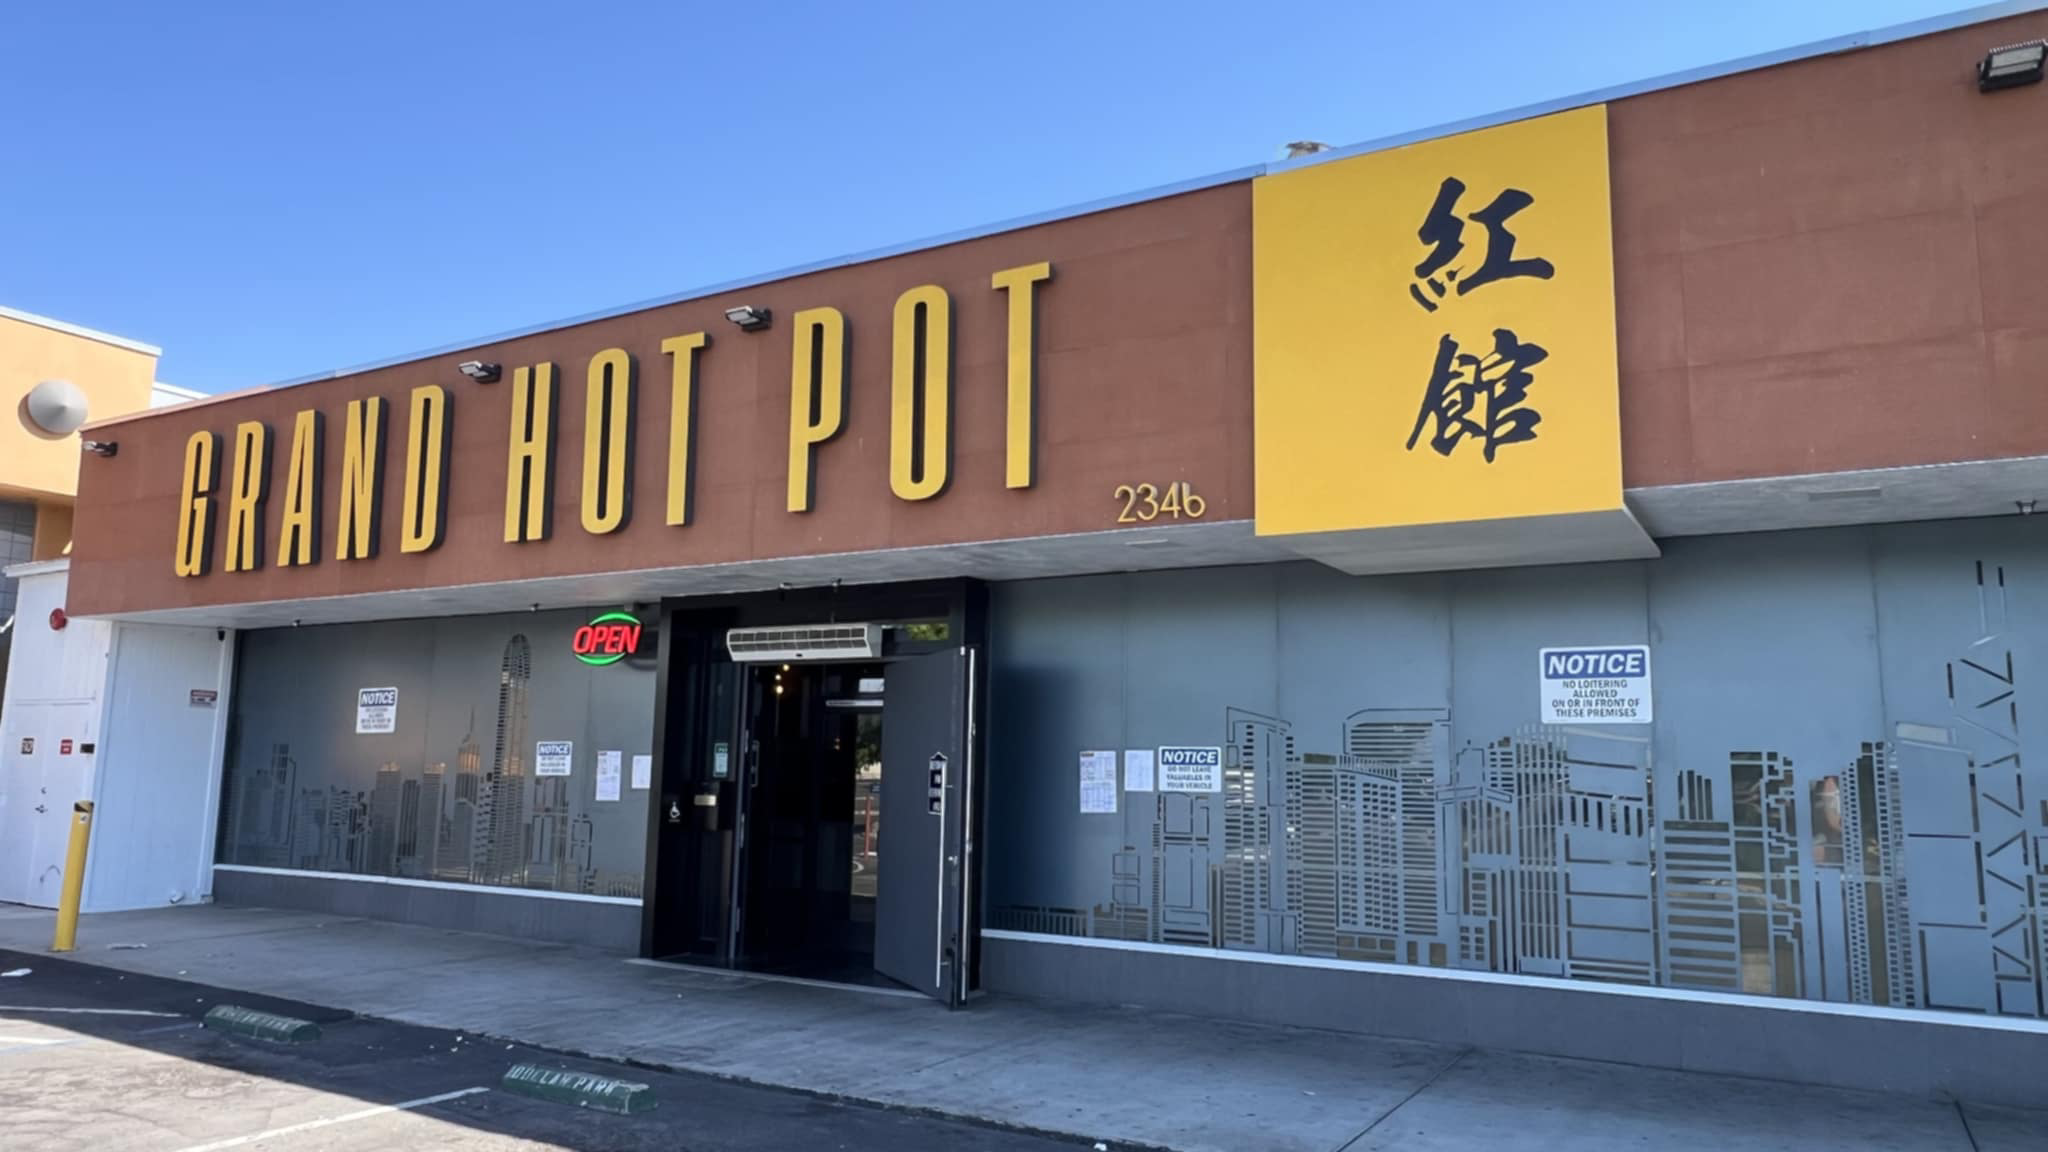 GRAND HOT POT
2346
紅
館
OPEN
NOTICE
NOTICE
NOTICE
DO NOT LEAVE
VALUABLES IN
YOUR VEHICLE
NOTICE
NO LOITERING
ALLOWED
ON OR IN FRONT OF
THESE PREMISES